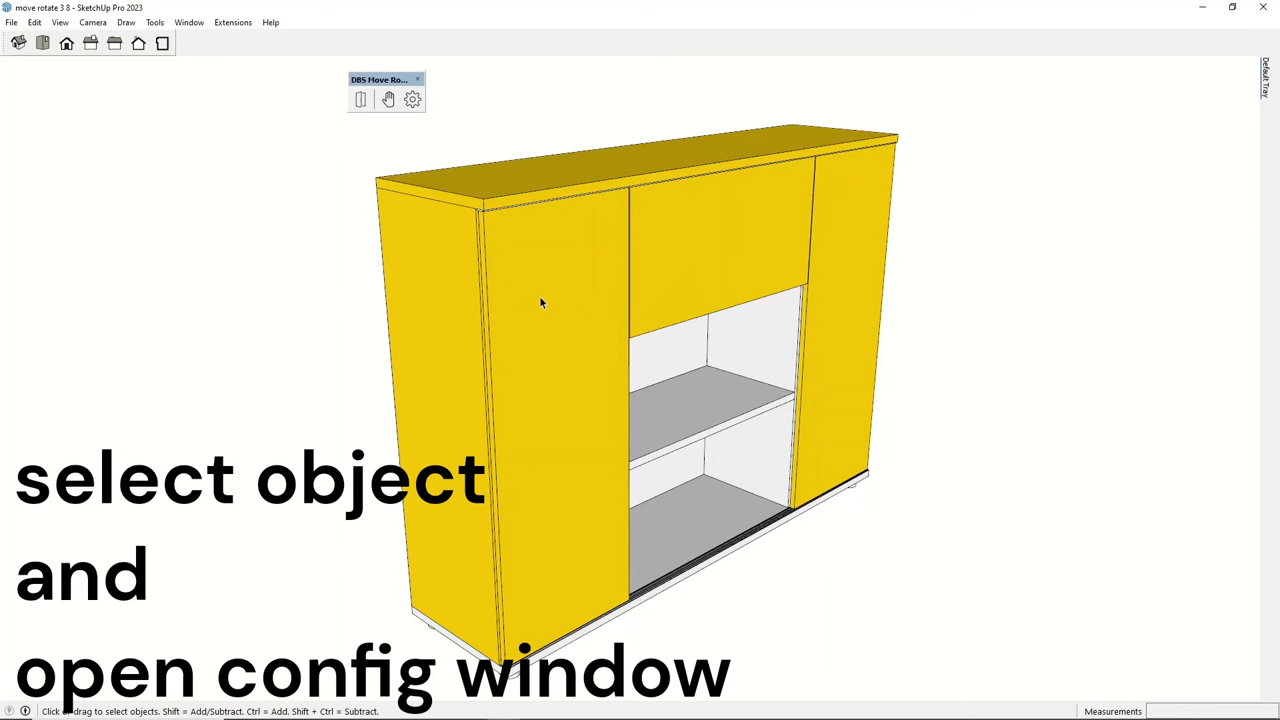 move rotate 3 8 - SketchUp Pro 2023
File Edit View Camera Draw Tools Window Extensions Help
Default Tray
DBS Move Ro...
select object
and
open config window
Click or drag to select objects. Shift = Add/Subtract. Ctrl = Add. Shift + Ctrl = Subtract.
Measurements